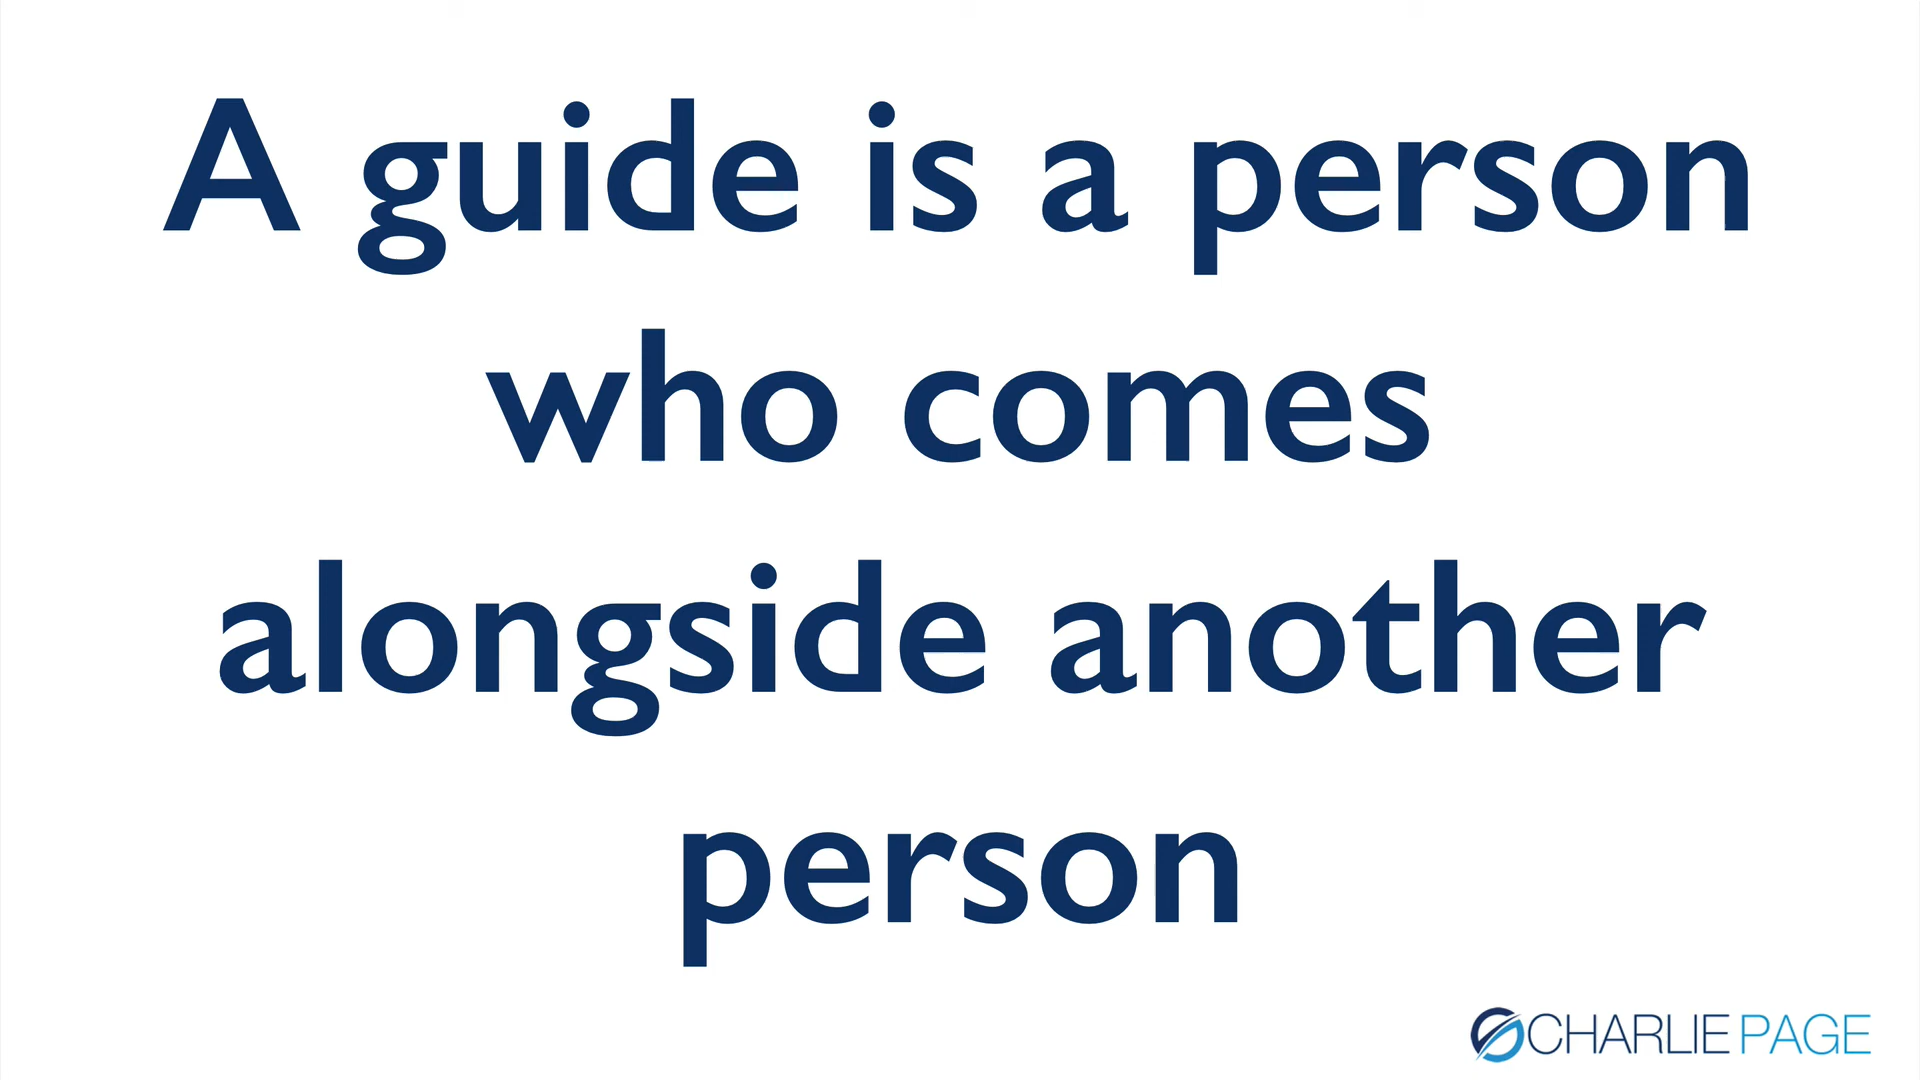 A guide is a person
who comes
alongside another
person
CHARLIE PAGE